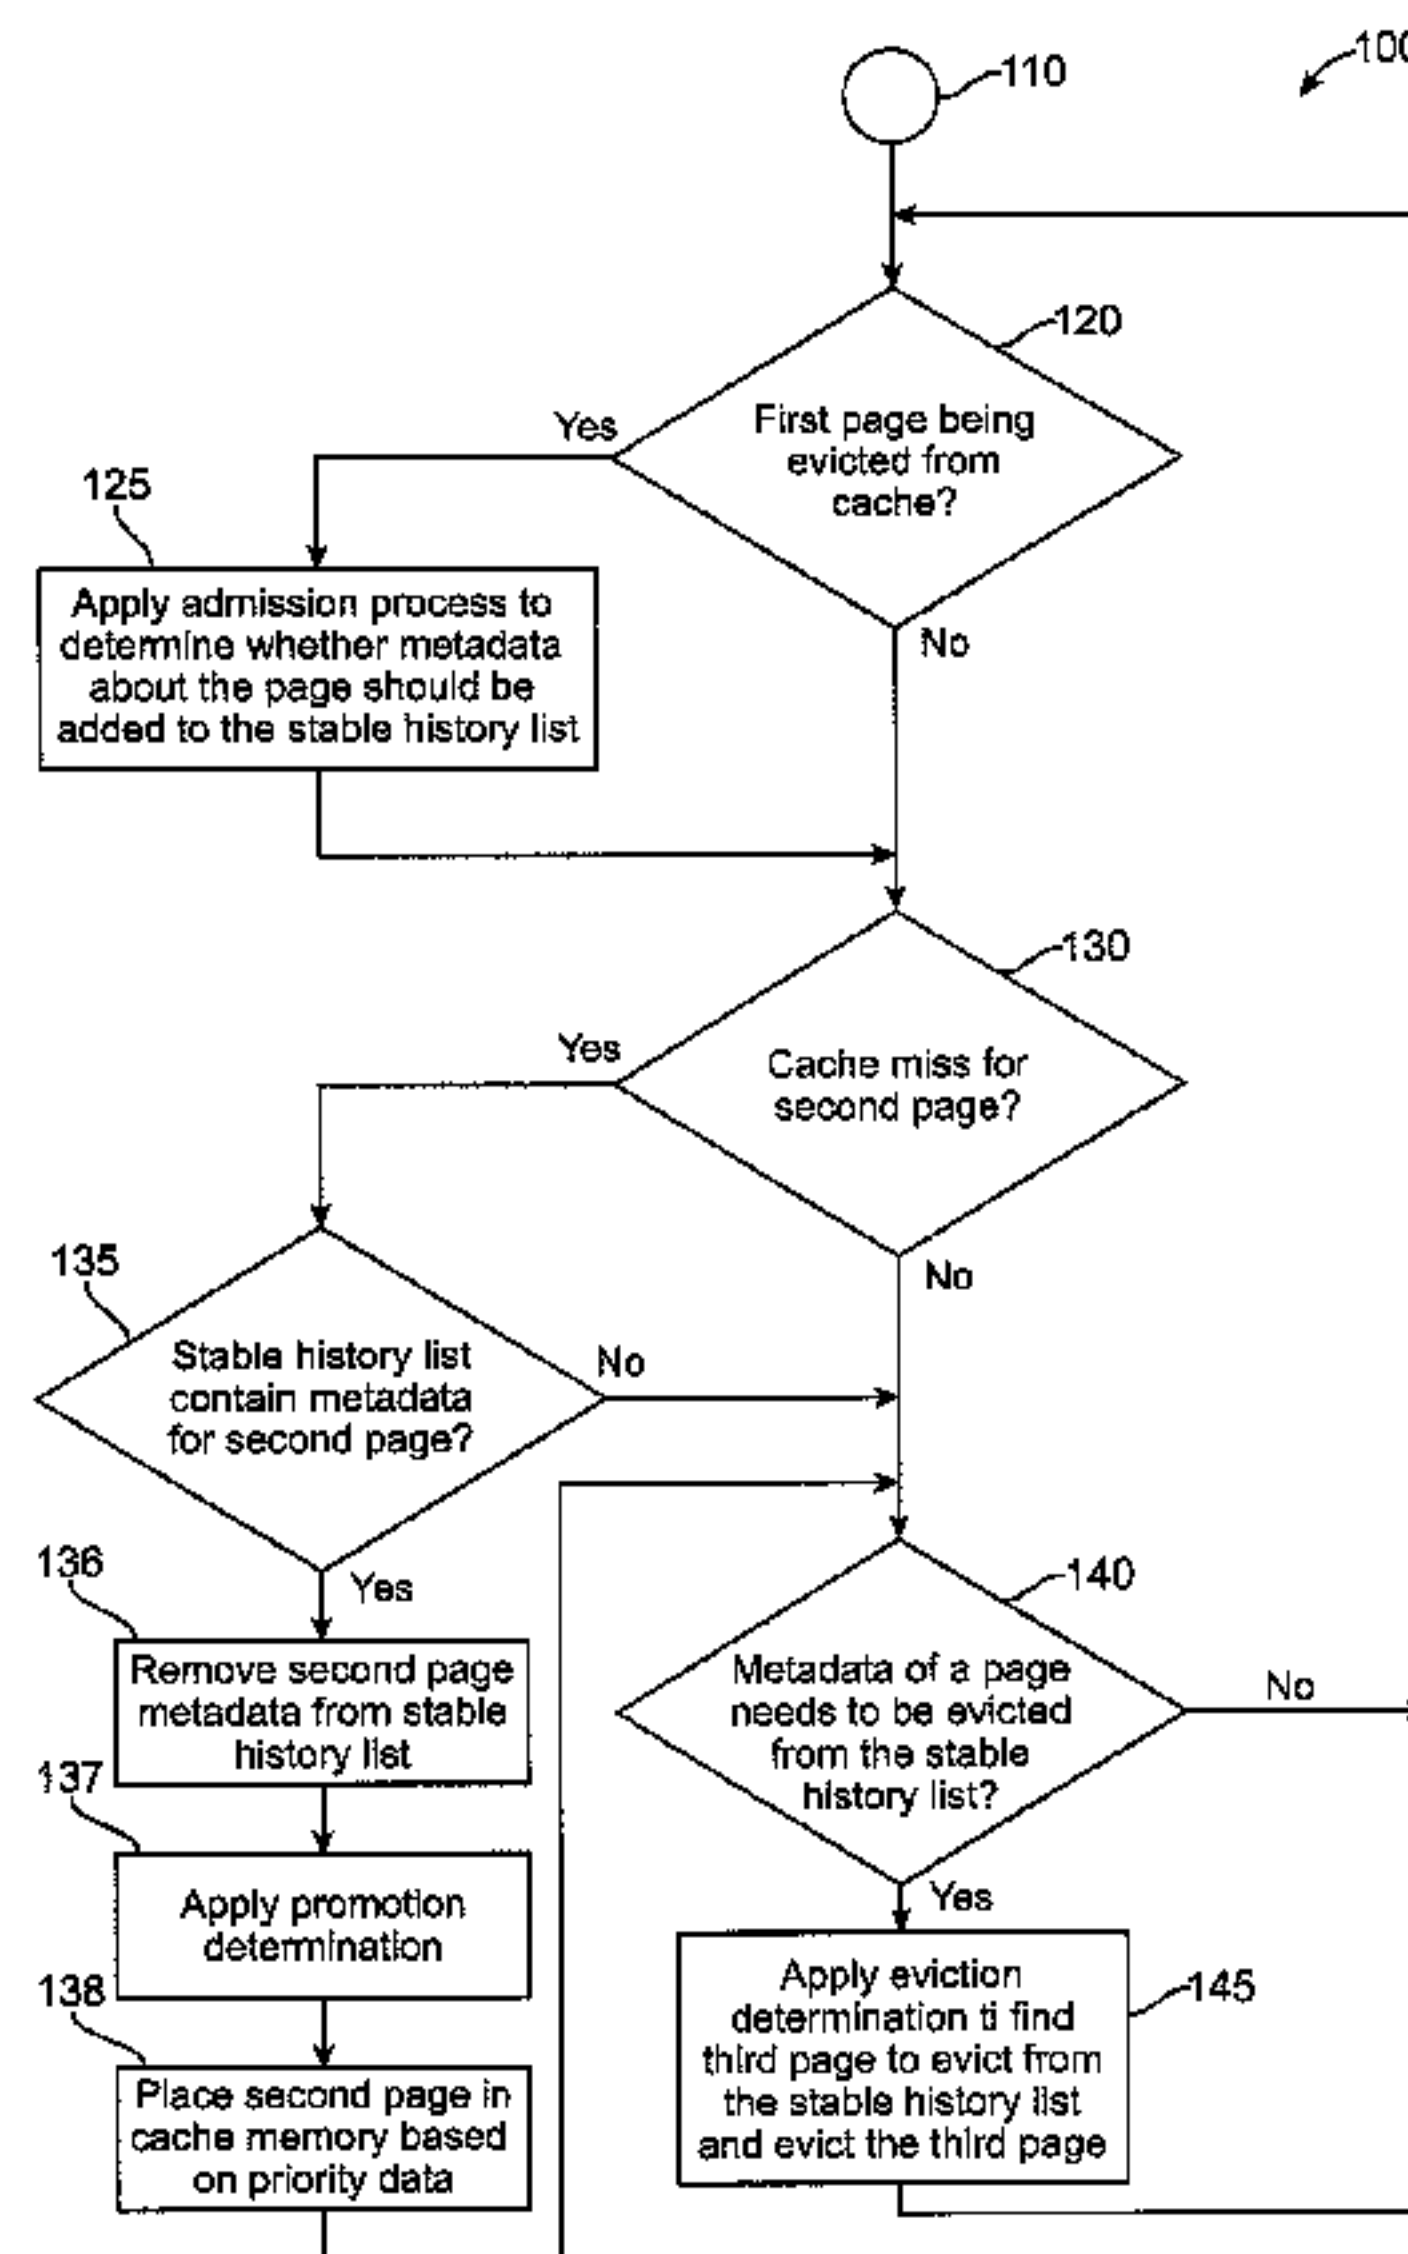 110
100
120
First page being
evicted from
cache?
Yes
125
Apply admission process to
determine whether metadata
about the page should be
added to the stable history list
No
130
Cache miss for
second page?
Yes
No
135
Stable history list
contain metadata
for second page?
No
136
Yes
Remove second page
metadata from stable
history list
137
Apply promotion
determination
138
Place second page in
cache memory based
on priority data
140
Metadata of a page
needs to be evicted
from the stable
history list?
No
Yes
145
Apply eviction
determination ti find
third page to evict from
the stable history list
and evict the third page